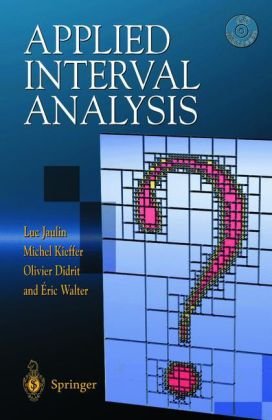 APPLIED
INTERVAL
ANALYSIS
Luc Jaulin
Michel Kieffer
Olivier Didrit
and Éric Walter
Springer